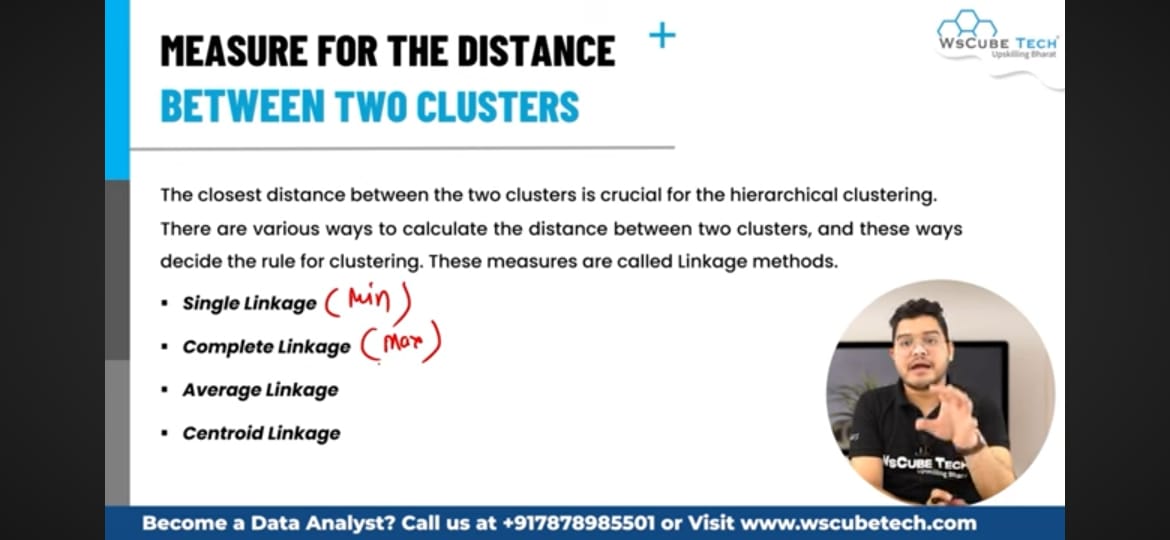 MEASURE FOR THE DISTANCE
BETWEEN TWO CLUSTERS
WSCUBE TECH
Upskilling Bharat
The closest distance between the two clusters is crucial for the hierarchical clustering.
There are various ways to calculate the distance between two clusters, and these ways
decide the rule for clustering. These measures are called Linkage methods.
▪ Single Linkage (Min)
▪ Complete Linkage (Max)
▪ Average Linkage
▪ Centroid Linkage
WSCUBE TECH
Upskilling Bharat
Become a Data Analyst? Call us at +917878985501 or Visit www.wscubetech.com